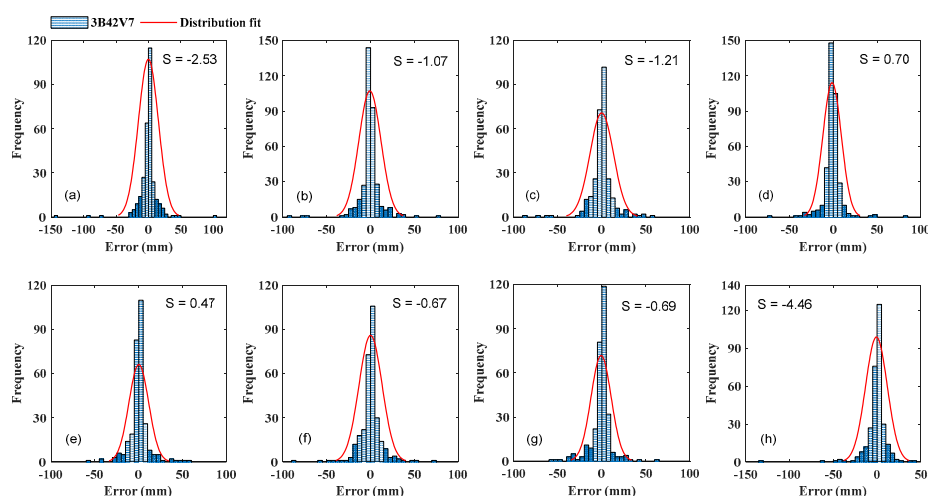 3B42V7 Distribution fit
120 150 120 150
S = -2.53 S = -1.07 S = -1.21 S = 0.70
90 120 90 120
60 90 60 90
30 60 30 60
0 30 0 30
0 0
Frequency Frequency Frequency Frequency
(a) (b) (c) (d)
-150 -100 -50 0 50 100 -100 -50 0 50 100 -100 -50 0 50 100 -100 -50 0 50 100
Error (mm) Error (mm) Error (mm) Error (mm)
120 120 120 140
S = 0.47 S = -0.67 S = -0.69 S = -4.46
90 90 90 120
60 60 60 90
30 30 30 60
0 0 0 30
0
Frequency Frequency Frequency Frequency
(e) (f) (g) (h)
-100 -50 0 50 100 -100 -50 0 50 100 -100 -50 0 50 100 -150 -100 -50 0 50
Error (mm) Error (mm) Error (mm) Error (mm)